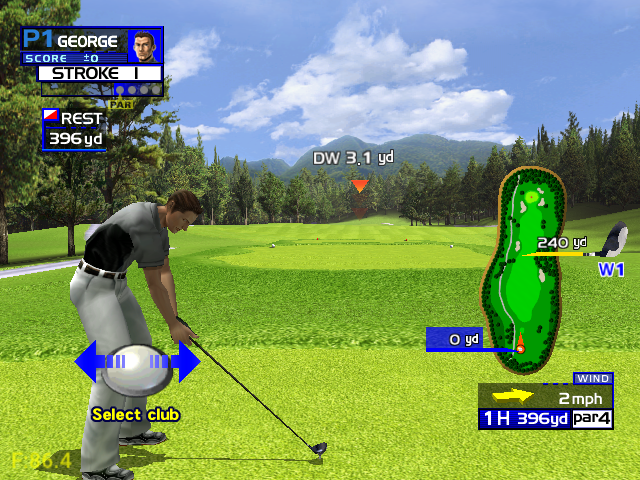 P1 GEORGE
SCORE ±0
STROKE 1
PAR
REST
396yd
DW 3.1 yd
240 yd
W1
0 yd
WIND
2mph
1H 396yd par4
Select club
F 86.4